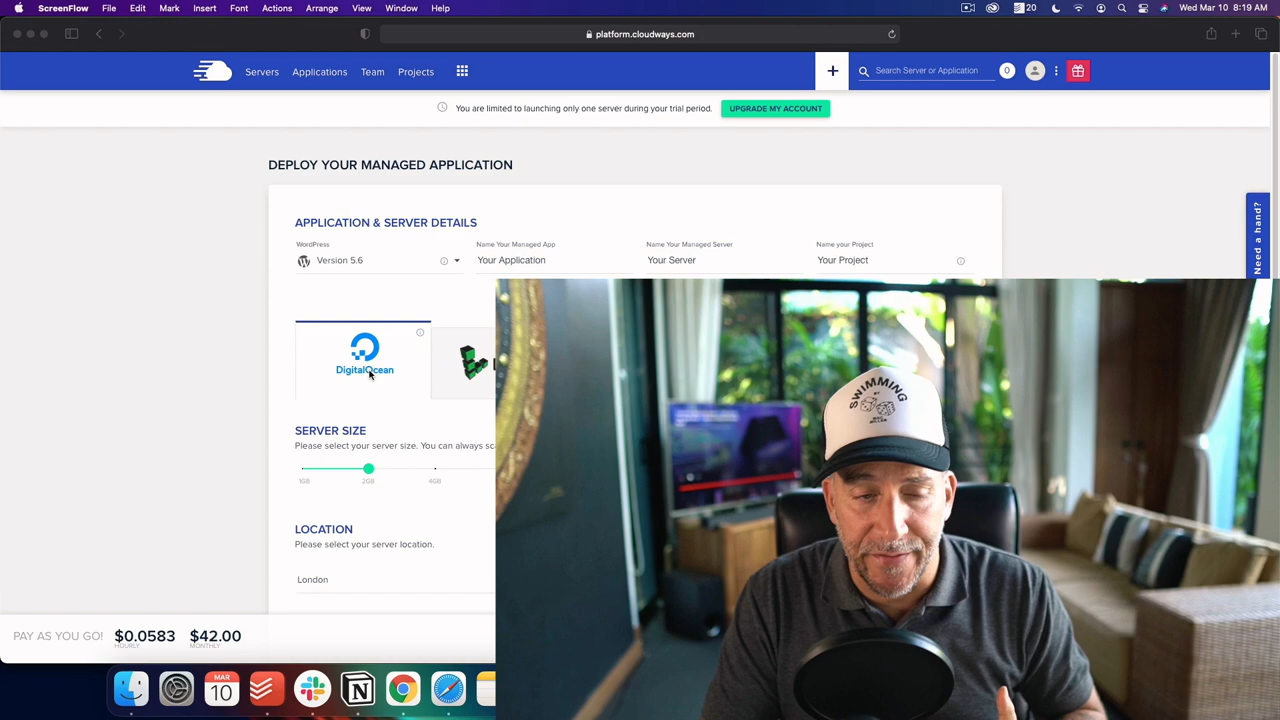 ScreenFlow File Edit Mark Insert Font Actions Arrange View Window Help 20 Wed Mar 10 8:19 AM
platform.cloudways.com
Servers Applications Team Projects + Search Server or Application 0
You are limited to launching only one server during your trial period. UPGRADE MY ACCOUNT
DEPLOY YOUR MANAGED APPLICATION
Need a hand?
APPLICATION & SERVER DETAILS
WordPress Name Your Managed App Name Your Managed Server Name your Project
Version 5.6 Your Application Your Server Your Project
DigitalOcean
SERVER SIZE
Please select your server size. You can always sca
1GB 2GB 4GB
LOCATION
Please select your server location.
London
PAY AS YOU GO! $0.0583 $42.00
HOURLY MONTHLY
MAR
10
SWIMMING